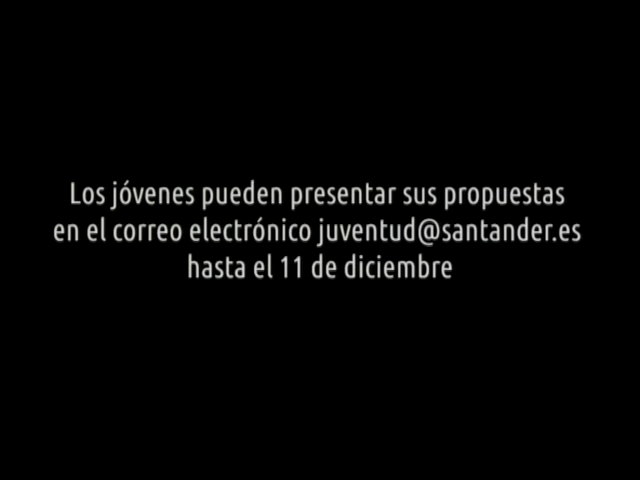 Los jóvenes pueden presentar sus propuestas
en el correo electrónico juventud@santander.es
hasta el 11 de diciembre